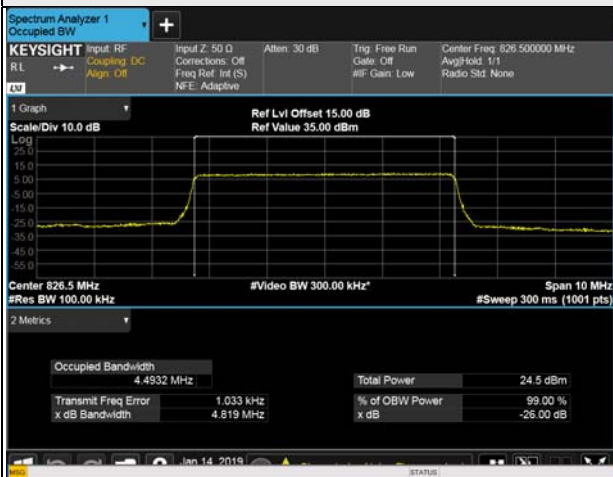 Spectrum Analyzer 1
Occupied BW
KEYSIGHT Input: RF Input Z: 50 Ω Atten: 30 dB Trig: Free Run Center Freq: 826.500000 MHz
RL Coupling: DC Corrections: Off Gate: Off Avg|Hold: 1/1
Align: Off Freq Ref: Int (S) #IF Gain: Low Radio Std: None
NFE: Adaptive
LXI
1 Graph
Ref Lvl Offset 15.00 dB
Scale/Div 10.0 dB Ref Value 35.00 dBm
Log
25.0
15.0
5.00
-5.00
-15.0
-25.0
-35.0
-45.0
-55.0
Center 826.5 MHz #Video BW 300.00 kHz* Span 10 MHz
#Res BW 100.00 kHz #Sweep 300 ms (1001 pts)
2 Metrics
Occupied Bandwidth
4.4932 MHz Total Power 24.5 dBm
Transmit Freq Error 1.033 kHz % of OBW Power 99.00 %
x dB Bandwidth 4.819 MHz x dB -26.00 dB
Jan 14, 2019
MSG STATUS